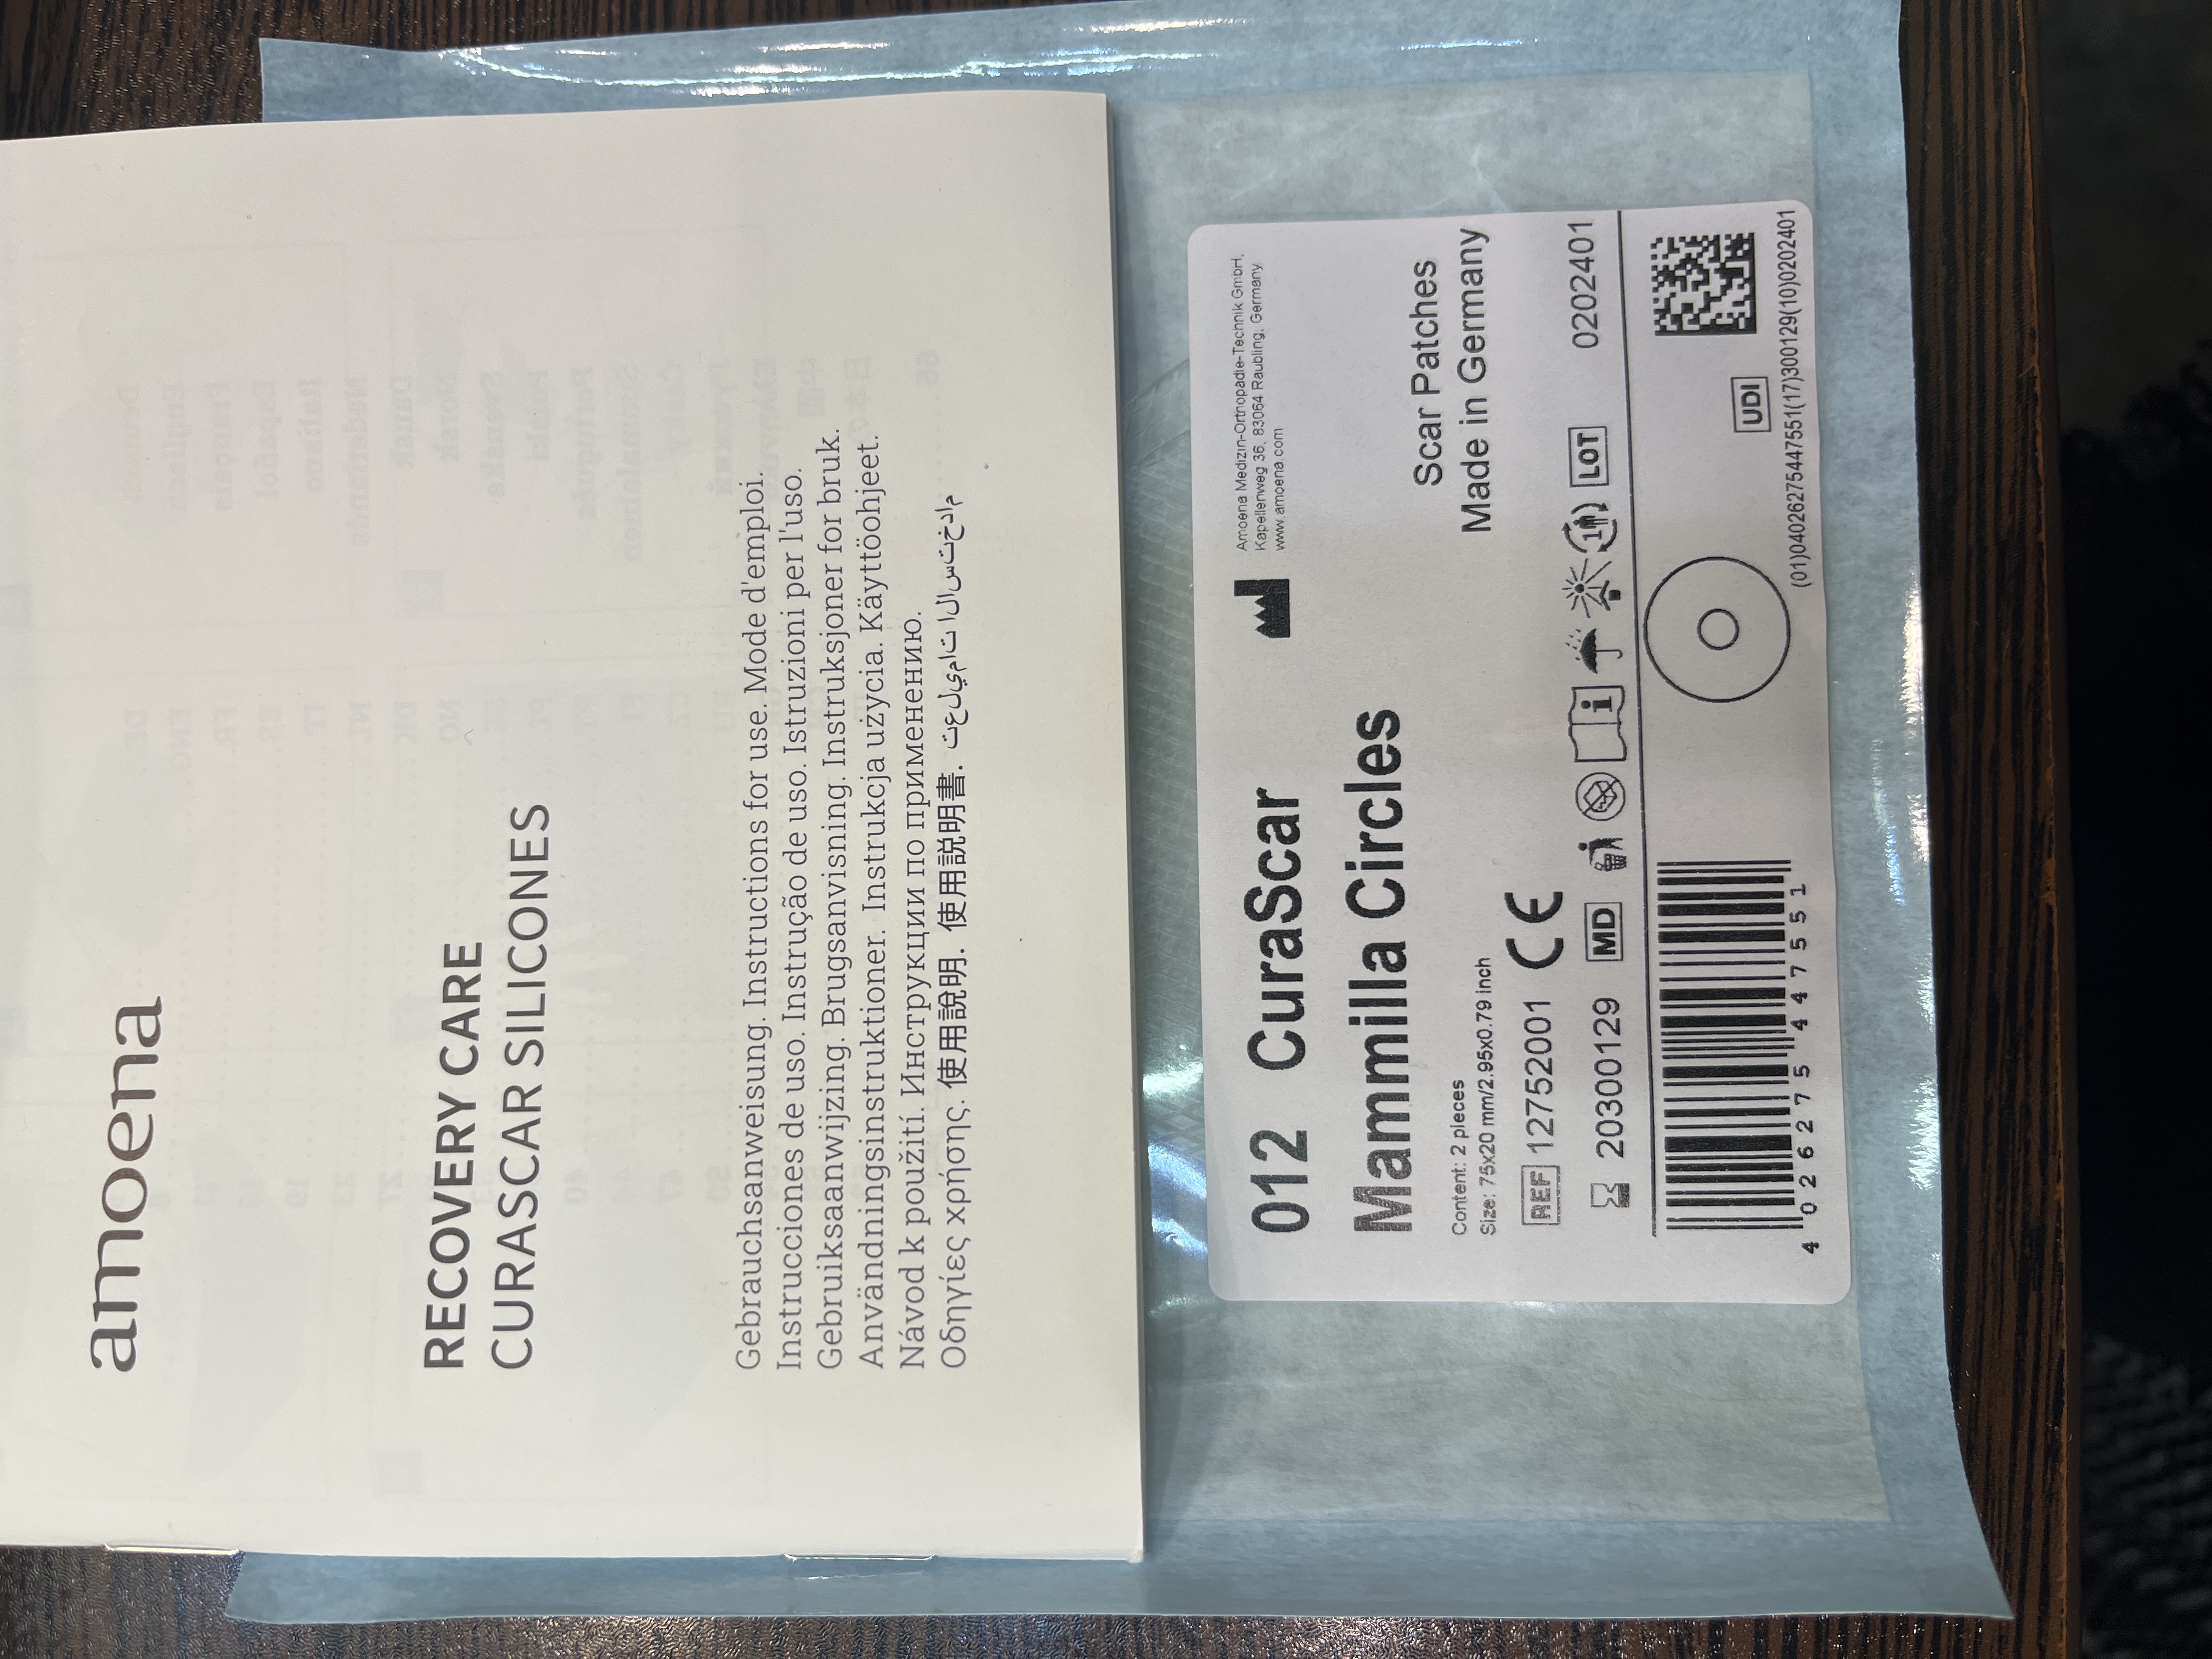 amoena
RECOVERY CARE
CURASCAR SILICONES
Gebrauchsanweisung. Instructions for use. Mode d'emploi.
Instrucciones de uso. Instrução de uso. Istruzioni per l'uso.
Gebruiksaanwijzing. Brugsanvisning. Instruksjoner for bruk.
Användningsinstruktioner. Instrukcja użycia. Käyttöohjeet.
Návod k použití. Инструкции по применению.
Οδηγίες χρήσης. 使用說明. 使用説明書. تعليمات الاستخدام
012 CuraScar
Mammilla Circles
Amoena Medizin-Orthopädie-Technik GmbH,
Kapellenweg 36, 83064 Raubling, Germany
www.amoena.com
Content: 2 pieces
Size: 75x20 mm/2.95x0.79 inch
Scar Patches
Made in Germany
REF 12752001 CE
20300129 MD LOT 0202401
4 026275 447551
UDI
(01)04026275447551(17)300129(10)0202401